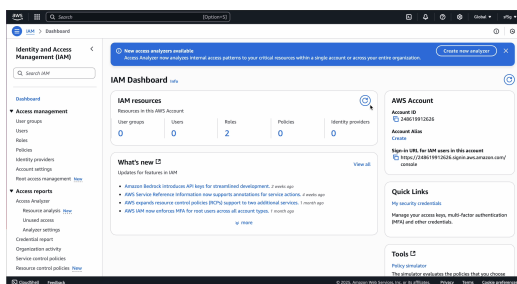 aws
Search
[Option+S]
Global
IAM > Dashboard
Identity and Access Management (IAM)
Search IAM
Dashboard
Access management
User groups
Users
Roles
Policies
Identity providers
Account settings
Root access management New
Access reports
Access Analyzer
Resource analysis New
Unused access
Analyzer settings
Credential report
Organization activity
Service control policies
Resource control policies New
New access analyzers available
Access Analyzer now analyzes internal access patterns to your critical resources within a single account or across your entire organization.
Create new analyzer
IAM Dashboard Info
IAM resources
Resources in this AWS Account
User groups Users Roles Policies Identity providers
0 0 2 0 0
What's new
View all
Updates for features in IAM
Amazon Bedrock introduces API keys for streamlined development. 2 weeks ago
AWS Service Reference Information now supports annotations for service actions. 4 weeks ago
AWS expands resource control policies (RCPs) support to two additional services. 1 month ago
AWS IAM now enforces MFA for root users across all account types. 1 month ago
more
AWS Account
Account ID
248619912626
Account Alias
Create
Sign-in URL for IAM users in this account
https://248619912626.signin.aws.amazon.com/
console
Quick Links
My security credentials
Manage your access keys, multi-factor authentication
(MFA) and other credentials.
Tools
Policy simulator
The simulator evaluates the policies that you choose
CloudShell Feedback
© 2025, Amazon Web Services, Inc. or its affiliates. Privacy Terms Cookie preferences